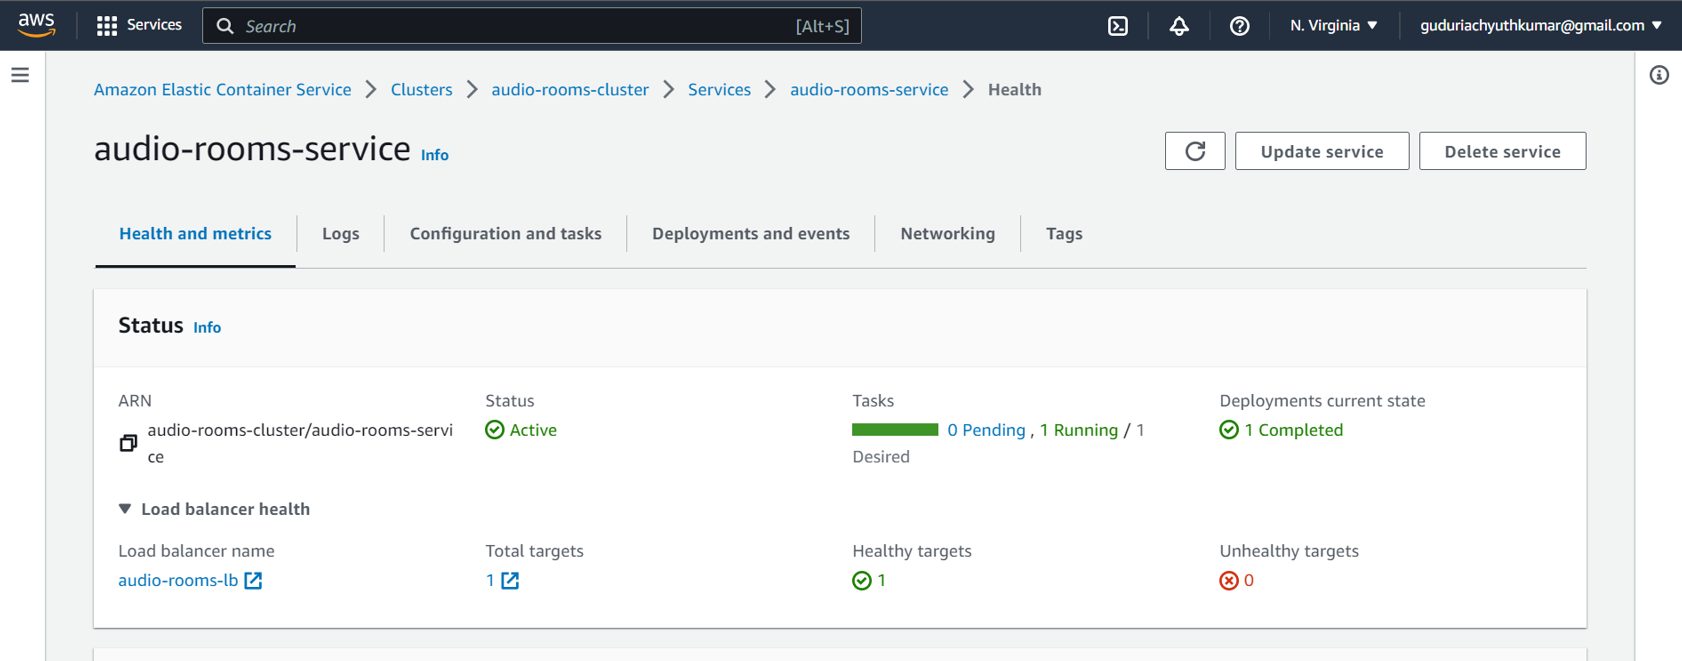 aws Services Search [Alt+S] N. Virginia guduriachyuthkumar@gmail.com
Amazon Elastic Container Service Clusters audio-rooms-cluster Services audio-rooms-service Health
audio-rooms-service Info Update service Delete service
Health and metrics Logs Configuration and tasks Deployments and events Networking Tags
Status Info
ARN Status Tasks Deployments current state
audio-rooms-cluster/audio-rooms-servi Active 0 Pending , 1 Running / 1 1 Completed
ce Desired
Load balancer health
Load balancer name Total targets Healthy targets Unhealthy targets
audio-rooms-lb 1 1 0